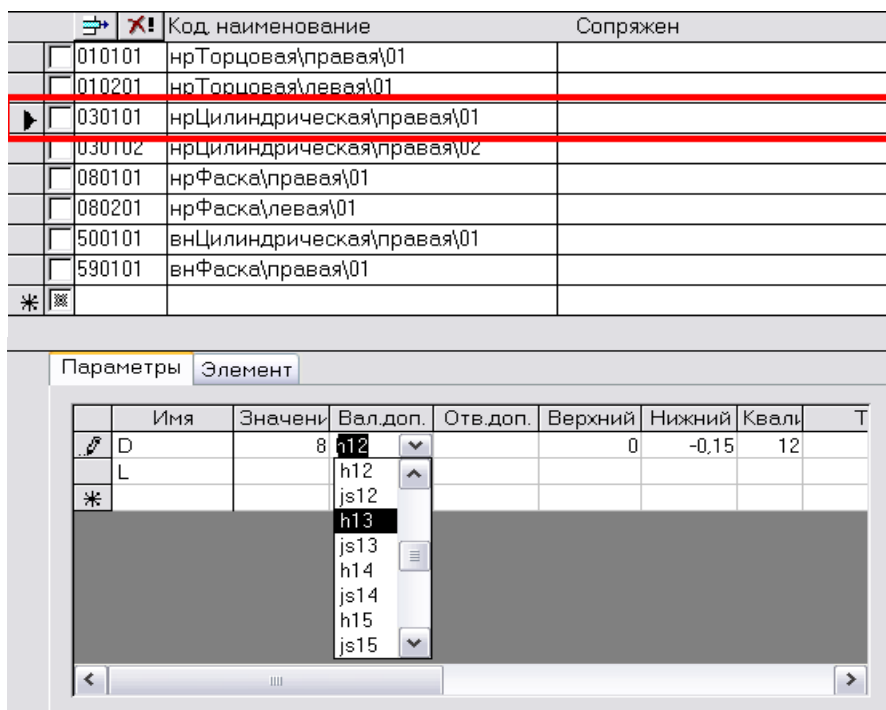 Код, наименование Сопряжен
010101 нрТорцовая\правая\01
010201 нрТорцовая\левая\01
030101 нрЦилиндрическая\правая\01
030102 нрЦилиндрическая\правая\02
080101 нрФаска\правая\01
080201 нрФаска\левая\01
500101 внЦилиндрическая\правая\01
590101 внФаска\правая\01
Параметры Элемент
Имя Значени Вал.доп. Отв.доп. Верхний Нижний Квали Т
D 8 h12 0 -0,15 12
L h12
js12
h13
js13
h14
js14
h15
js15